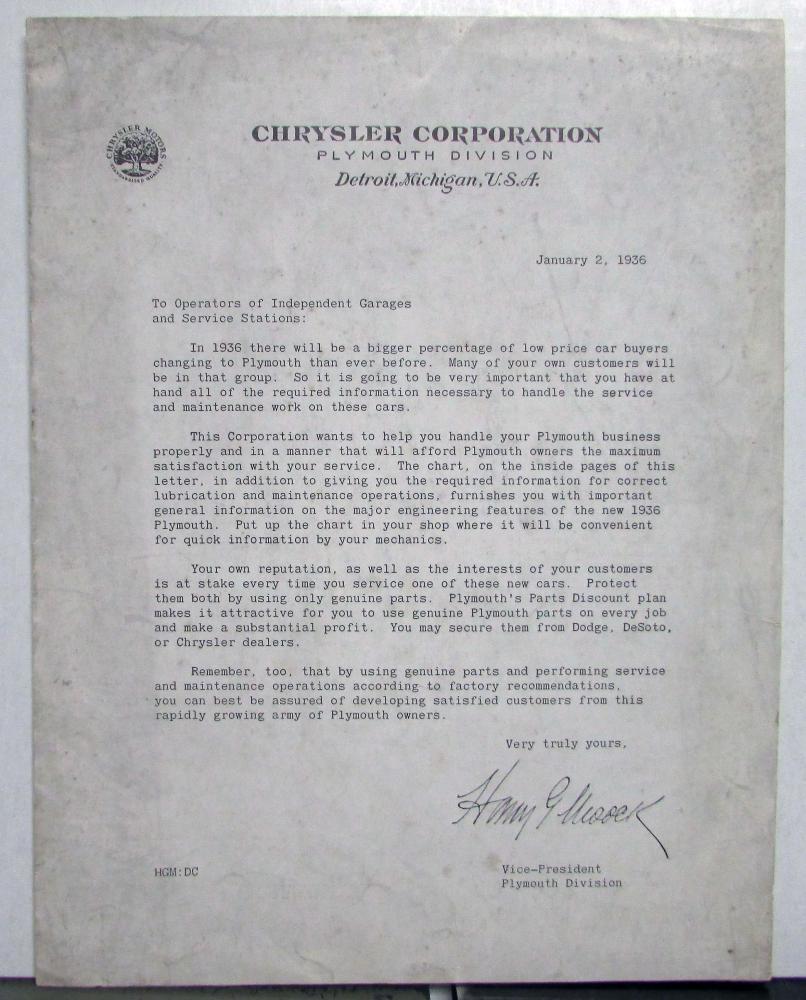 CHRYSLER MOTORS
STANDARDISED QUALITY
CHRYSLER CORPORATION
PLYMOUTH DIVISION
Detroit, Michigan, U.S.A.
January 2, 1936
To Operators of Independent Garages
and Service Stations:
In 1936 there will be a bigger percentage of low price car buyers
changing to Plymouth than ever before. Many of your own customers will
be in that group. So it is going to be very important that you have at
hand all of the required information necessary to handle the service
and maintenance work on these cars.
This Corporation wants to help you handle your Plymouth business
properly and in a manner that will afford Plymouth owners the maximum
satisfaction with your service. The chart, on the inside pages of this
letter, in addition to giving you the required information for correct
lubrication and maintenance operations, furnishes you with important
general information on the major engineering features of the new 1936
Plymouth. Put up the chart in your shop where it will be convenient
for quick information by your mechanics.
Your own reputation, as well as the interests of your customers
is at stake every time you service one of these new cars. Protect
them both by using only genuine parts. Plymouth's Parts Discount plan
makes it attractive for you to use genuine Plymouth parts on every job
and make a substantial profit. You may secure them from Dodge, DeSoto,
or Chrysler dealers.
Remember, too, that by using genuine parts and performing service
and maintenance operations according to factory recommendations,
you can best be assured of developing satisfied customers from this
rapidly growing army of Plymouth owners.
Very truly yours,
Harry G Moock
HGM:DC
Vice-President
Plymouth Division